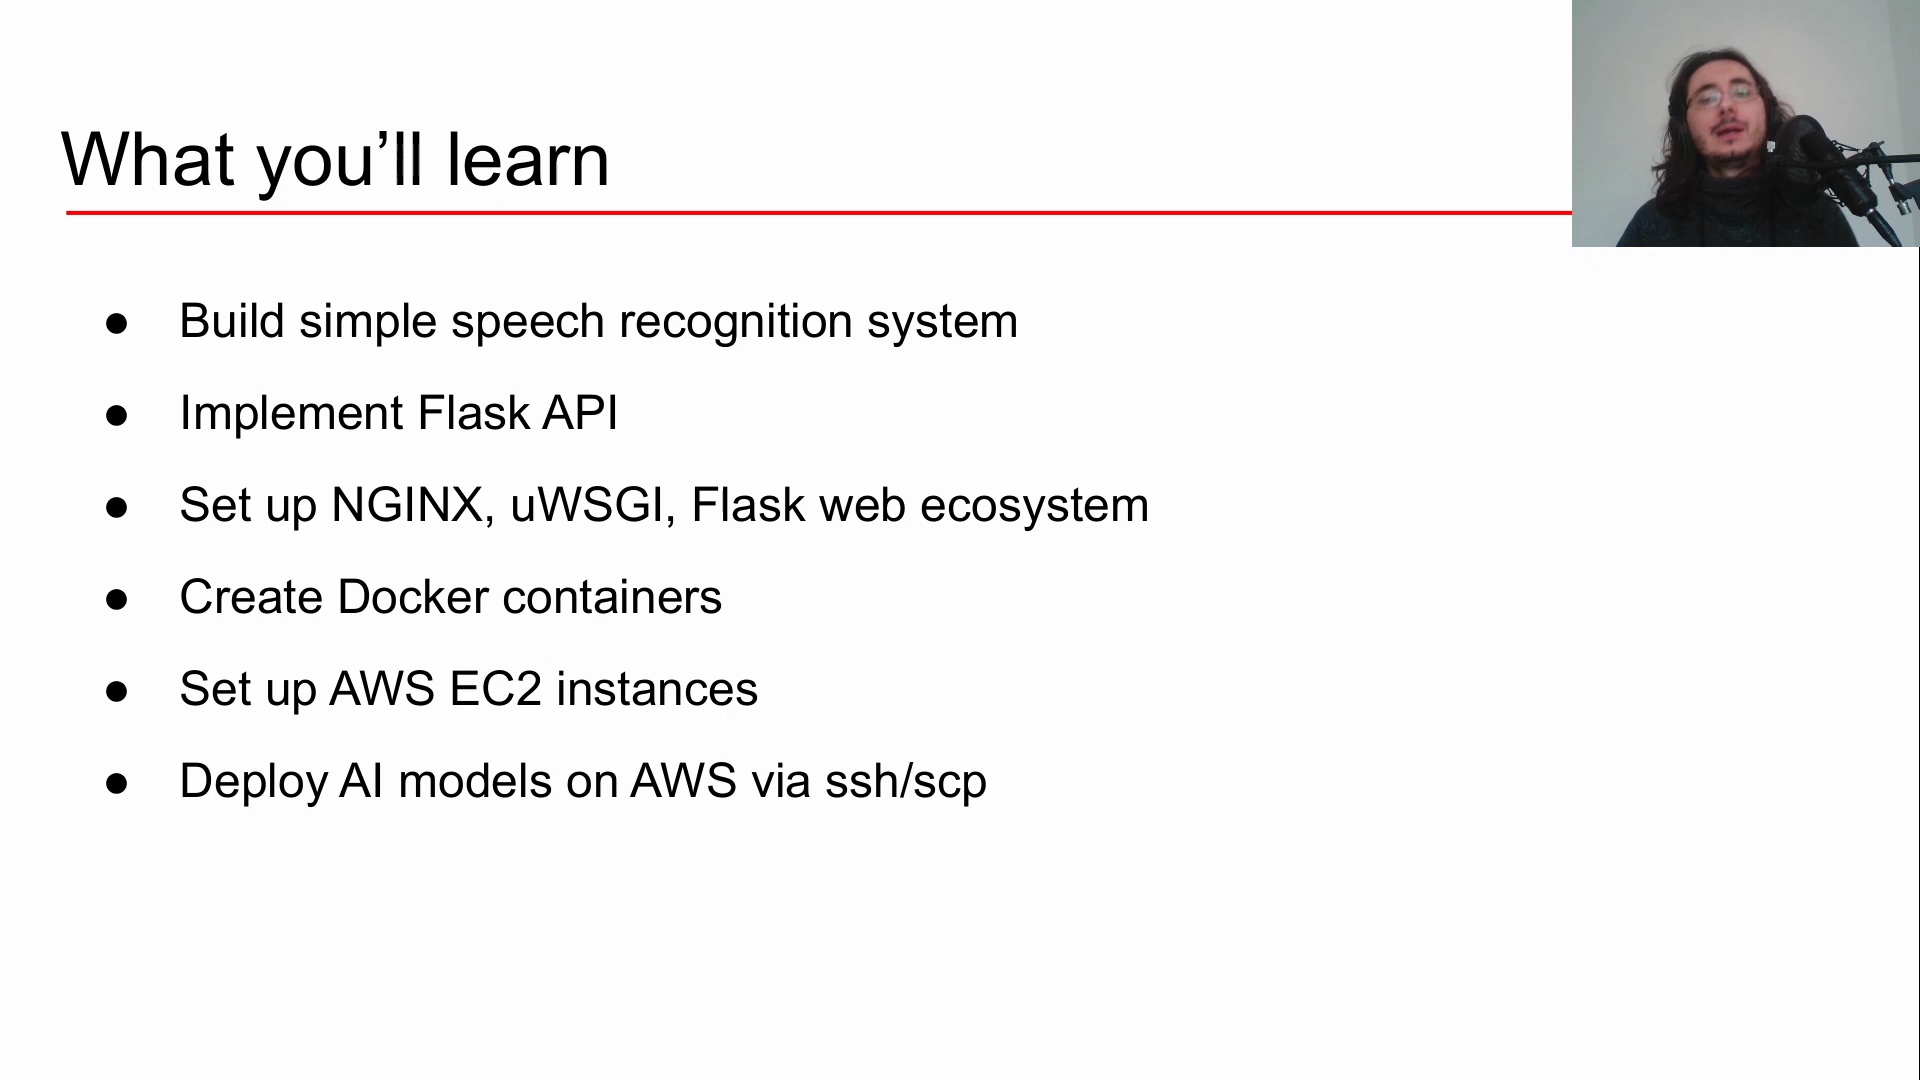 What you’ll learn
● Build simple speech recognition system
● Implement Flask API
● Set up NGINX, uWSGI, Flask web ecosystem
● Create Docker containers
● Set up AWS EC2 instances
● Deploy AI models on AWS via ssh/scp